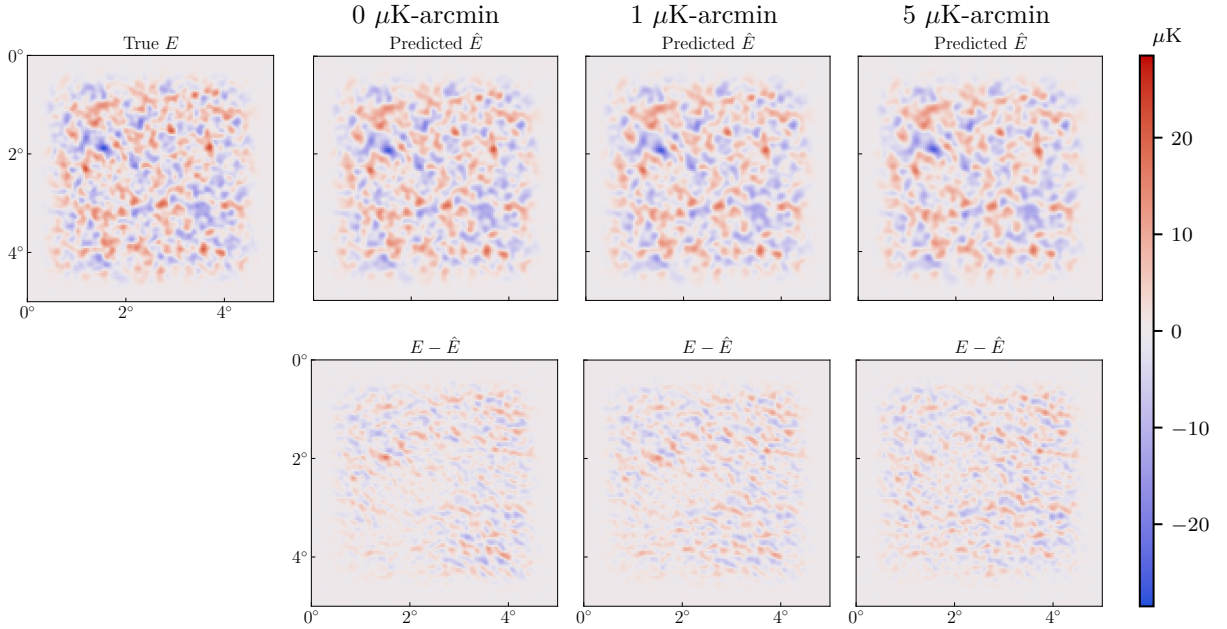 0 μK-arcmin 1 μK-arcmin 5 μK-arcmin
True E Predicted Ê Predicted Ê Predicted Ê μK
0°
2°
4°
0° 2° 4°
20
10
0
−10
−20
E − Ê E − Ê E − Ê
0°
2°
4°
0° 2° 4° 0° 2° 4° 0° 2° 4°